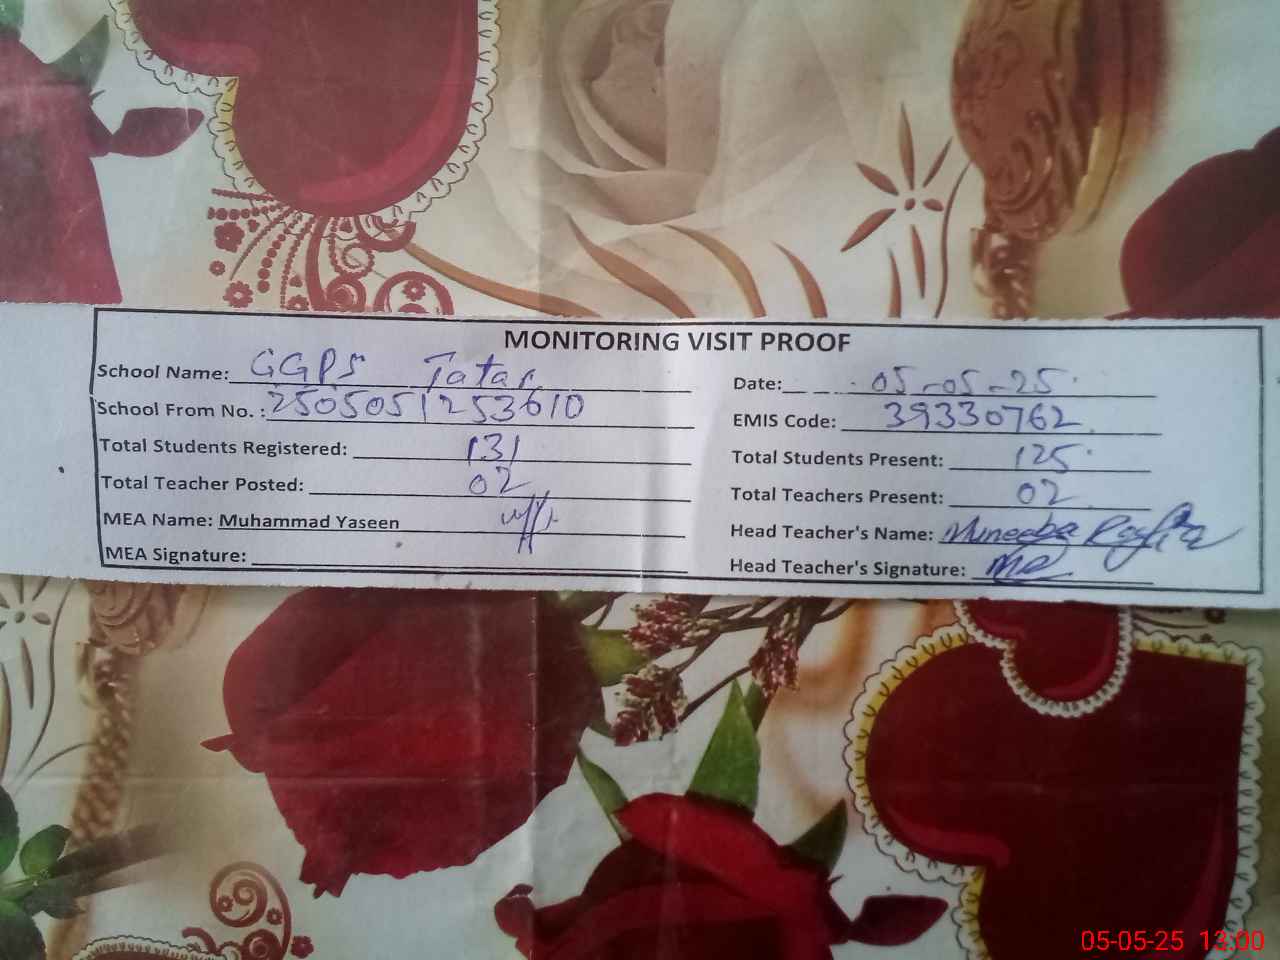 MONITORING VISIT PROOF
School Name: GGPS Tatar
Date: 05-05-25
School From No. : 2505051253610
EMIS Code: 39330762
Total Students Registered: 131
Total Students Present: 125
Total Teacher Posted: 02
Total Teachers Present: 02
MEA Name: Muhammad Yaseen
Head Teacher's Name: Muneeba
MEA Signature:
Head Teacher's Signature:
05-05-25 13:00